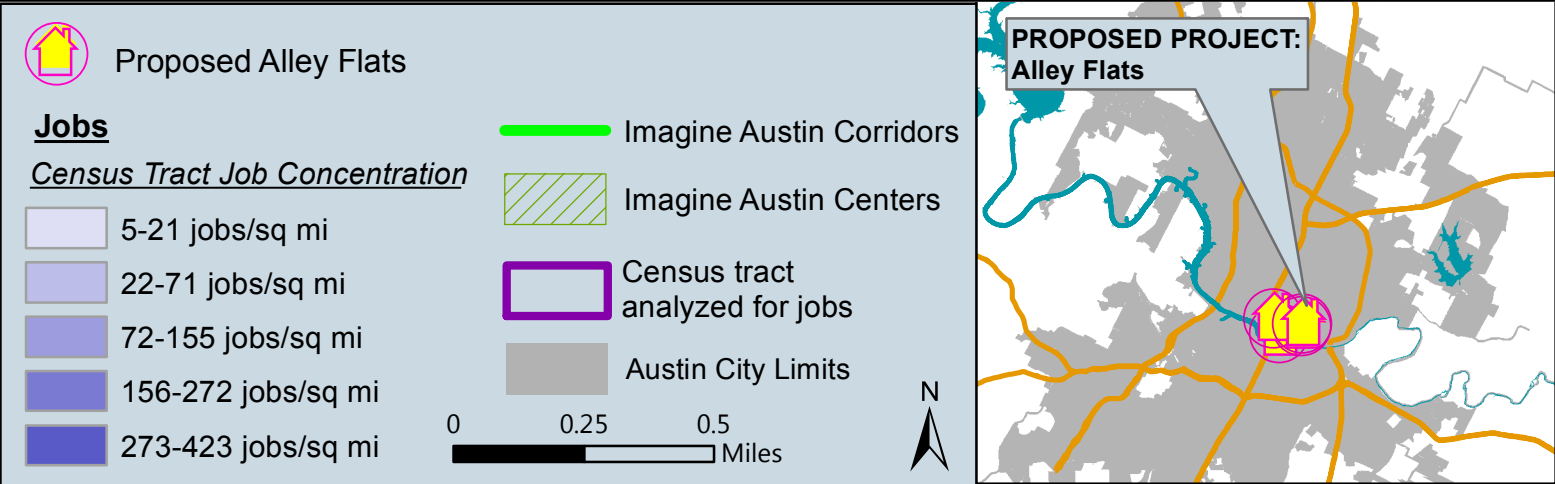 Proposed Alley Flats
Jobs
Census Tract Job Concentration
5-21 jobs/sq mi
22-71 jobs/sq mi
72-155 jobs/sq mi
156-272 jobs/sq mi
273-423 jobs/sq mi
Imagine Austin Corridors
Imagine Austin Centers
Census tract
analyzed for jobs
Austin City Limits
0 0.25 0.5
Miles
N
PROPOSED PROJECT:
Alley Flats